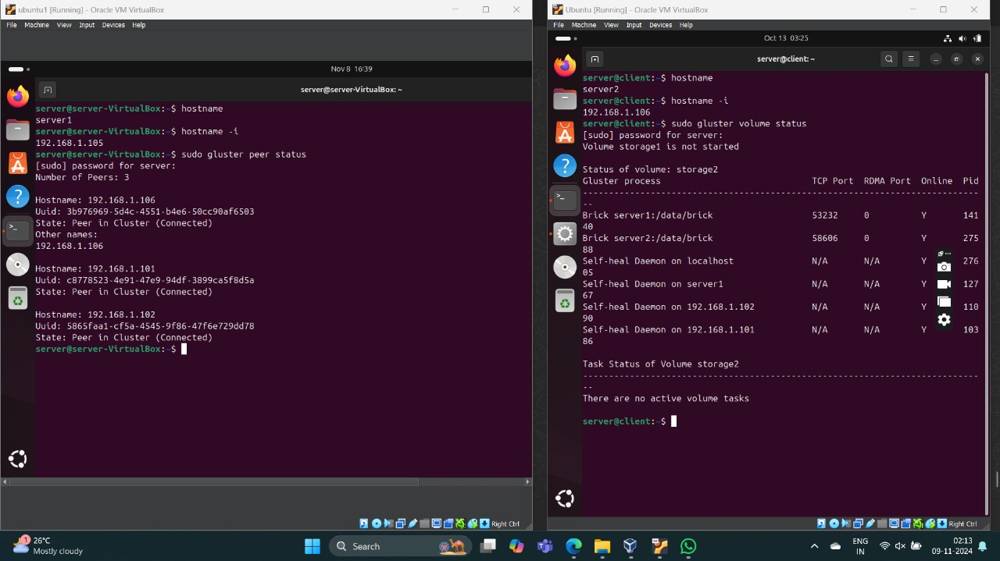 ubuntu1 [Running] - Oracle VM VirtualBox
File Machine View Input Devices Help
Nov 8 16:39
server@server-VirtualBox: ~
server@server-VirtualBox:~$ hostname
server1
server@server-VirtualBox:~$ hostname -i
192.168.1.105
server@server-VirtualBox:~$ sudo gluster peer status
[sudo] password for server:
Number of Peers: 3
Hostname: 192.168.1.106
Uuid: 3b976969-5d4c-4551-b4e6-50cc90af6503
State: Peer in Cluster (Connected)
Other names:
192.168.1.106
Hostname: 192.168.1.101
Uuid: c8778523-4e91-47e9-94df-3899ca5f8d5a
State: Peer in Cluster (Connected)
Hostname: 192.168.1.102
Uuid: 5865faa1-cf5a-4545-9f86-47f6e729dd78
State: Peer in Cluster (Connected)
server@server-VirtualBox:~$
Right Ctrl
Ubuntu [Running] - Oracle VM VirtualBox
File Machine View Input Devices Help
Oct 13 03:25
server@client: ~
server@client:~$ hostname
server2
server@client:~$ hostname -i
192.168.1.106
server@client:~$ sudo gluster volume status
[sudo] password for server:
Volume storage1 is not started
Status of volume: storage2
Gluster process TCP Port RDMA Port Online Pid
------------------------------------------------------------------------------
--
Brick server1:/data/brick 53232 0 Y 141
40
Brick server2:/data/brick 58606 0 Y 275
88
Self-heal Daemon on localhost N/A N/A Y 276
05
Self-heal Daemon on server1 N/A N/A Y 127
67
Self-heal Daemon on 192.168.1.102 N/A N/A Y 110
90
Self-heal Daemon on 192.168.1.101 N/A N/A Y 103
86
Task Status of Volume storage2
------------------------------------------------------------------------------
--
There are no active volume tasks
server@client:~$
Right Ctrl
1
26°C
Mostly cloudy
Search
ENG
IN
02:13
09-11-2024